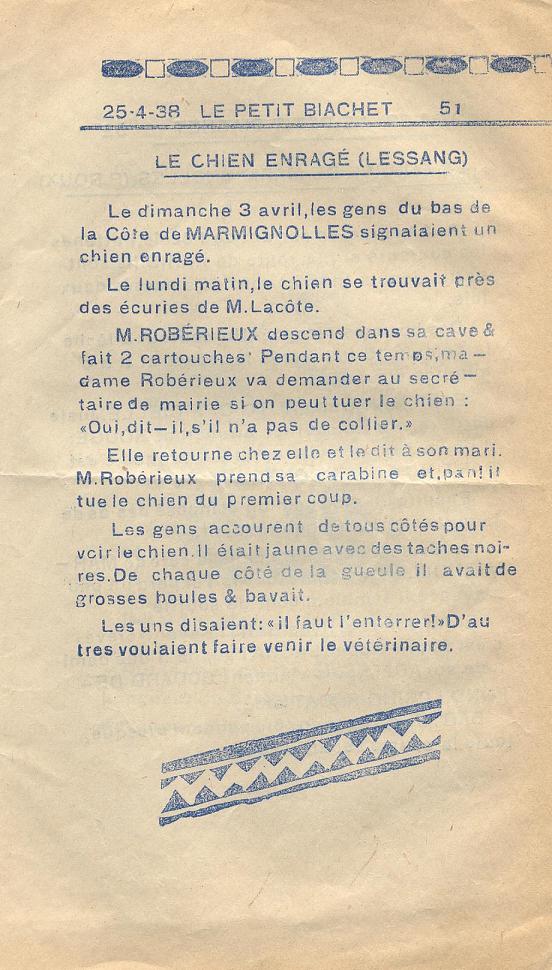 25-4-38 LE PETIT BIACHET 51
LE CHIEN ENRAGÉ (LESSANG)
Le dimanche 3 avril,les gens du bas de
la Côte de MARMIGNOLLES signalaient un
chien enragé.
Le lundi matin,le chien se trouvait près
des écuries de M.Lacôte.
M.ROBÉRIEUX descend dans sa cave &
fait 2 cartouches' Pendant ce temps,ma—
dame Robérieux va demander au secré—
taire de mairie si on peut tuer le chien :
«Oui,dit—il,s'il n'a pas de collier.»
Elle retourne chez elle et le dit à son mari.
M.Robérieux prend sa carabine et,pan!il
tue le chien du premier coup.
Les gens accourent de tous côtés pour
voir le chien.Il était jaune avec des taches noi-
res.De chaque côté de la gueule il avait de
grosses boules & bavait.
Les uns disaient:«il faut l'enterrer!»D'au
tres voulaient faire venir le vétérinaire.